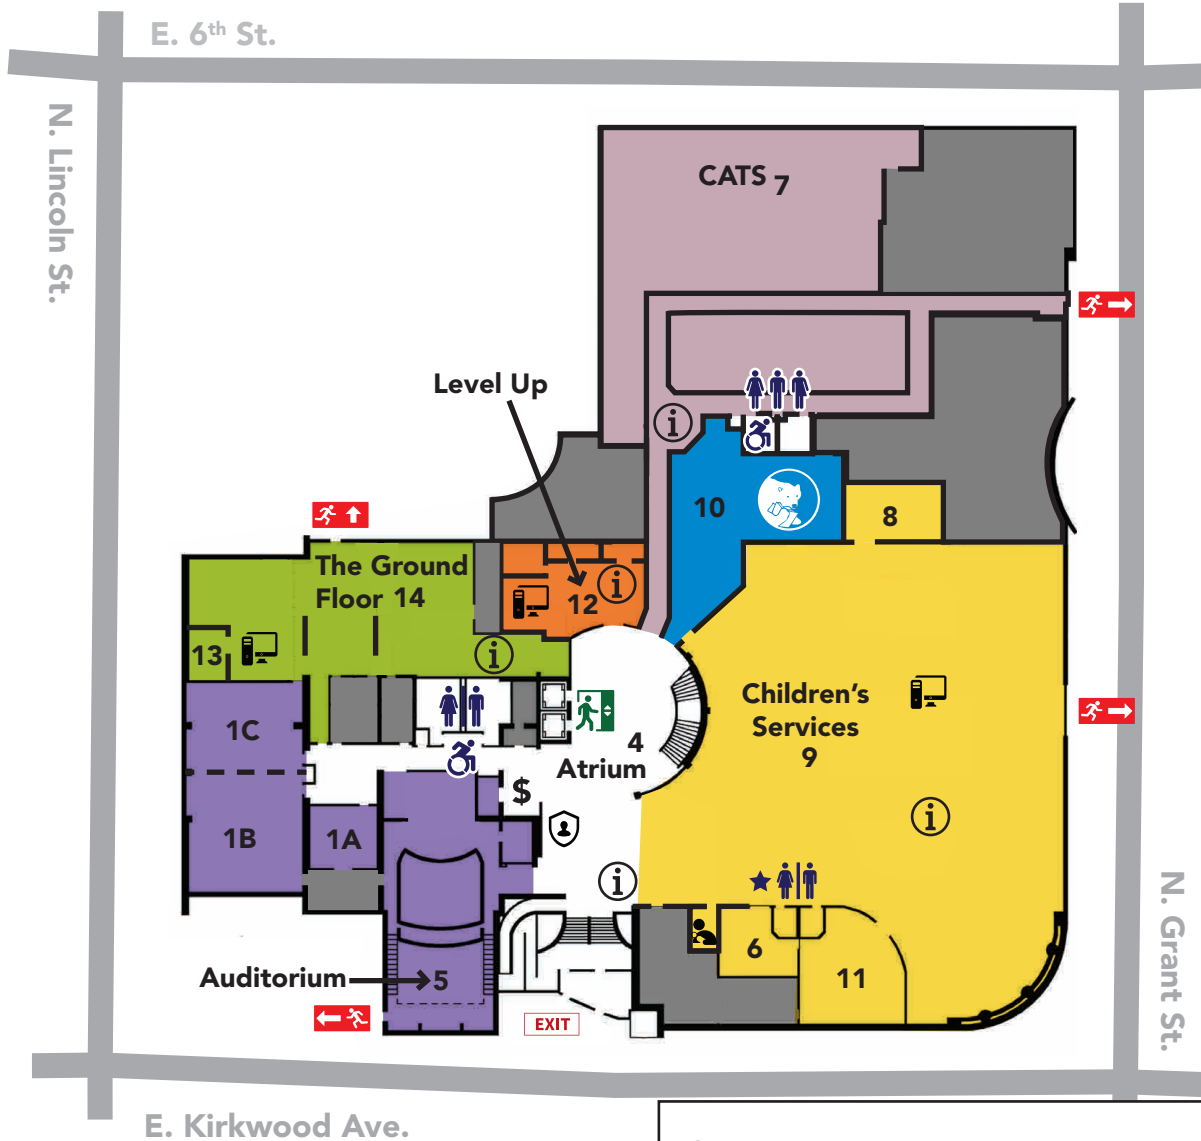 E. 6th St.
N. Lincoln St.
CATS 7
Level Up
i
10
8
The Ground
Floor 14
i
12
13
i
Children's
Services
9
1C
4
Atrium
$
i
1B
1A
i
6
11
Auditorium
5
EXIT
N. Grant St.
E. Kirkwood Ave.